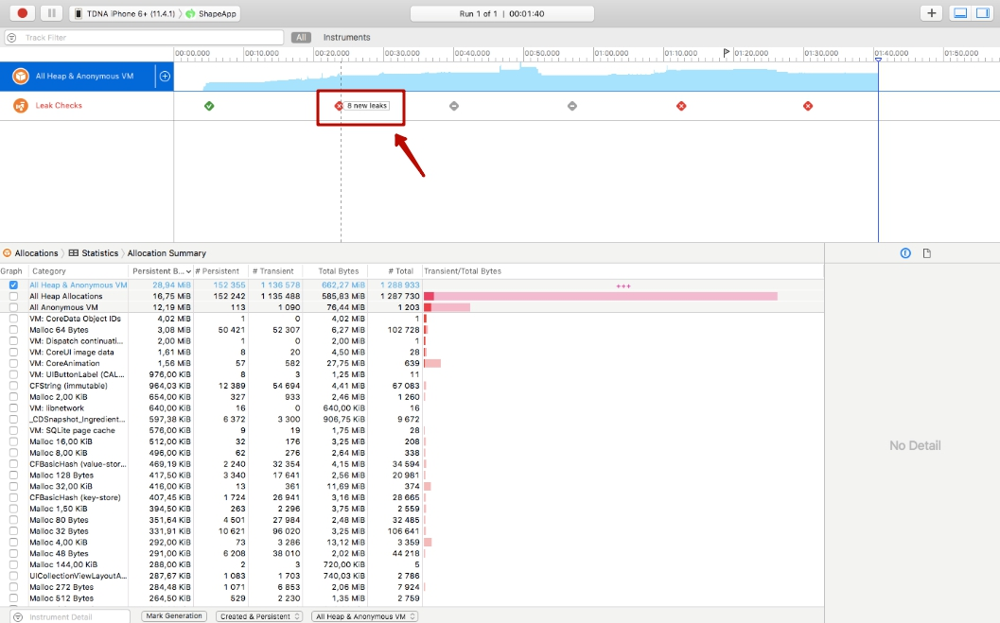 TDNA iPhone 6+ (11.4.1) 〉 ShapeApp
Run 1 of 1 | 00:01:40
Track Filter
All
Instruments
00:00.000 00:10.000 00:20.000 00:30.000 00:40.000 00:50.000 01:00.000 01:10.000 01:20.000 01:30.000 01:40.000 01:50.000
All Heap & Anonymous VM
Leak Checks
8 new leaks
Allocations 〉 Statistics 〉 Allocation Summary
Graph Category Persistent B... # Persistent # Transient Total Bytes # Total Transient/Total Bytes
All Heap & Anonymous VM 28,94 MiB 152 355 1 136 578 662,27 MiB 1 288 933 +++
All Heap Allocations 16,75 MiB 152 242 1 135 488 585,83 MiB 1 287 730
All Anonymous VM 12,19 MiB 113 1 090 76,44 MiB 1 203
VM: CoreData Object IDs 4,02 MiB 1 0 4,02 MiB 1
Malloc 64 Bytes 3,08 MiB 50 421 52 307 6,27 MiB 102 728
VM: Dispatch continuati... 2,00 MiB 1 0 2,00 MiB 1
VM: CoreUI image data 1,61 MiB 8 20 4,50 MiB 28
VM: CoreAnimation 1,56 MiB 57 582 27,75 MiB 639
VM: UIButtonLabel (CAL... 976,00 KiB 8 3 1,25 MiB 11
CFString (immutable) 964,03 KiB 12 389 54 694 4,41 MiB 67 083
Malloc 2,00 KiB 654,00 KiB 327 933 2,46 MiB 1 260
VM: libnetwork 640,00 KiB 16 0 640,00 KiB 16
_CDSnapshot_Ingredient... 597,38 KiB 6 372 3 300 906,75 KiB 9 672
VM: SQLite page cache 576,00 KiB 9 19 1,75 MiB 28
Malloc 16,00 KiB 512,00 KiB 32 176 3,25 MiB 208
Malloc 8,00 KiB 496,00 KiB 62 276 2,64 MiB 338
CFBasicHash (value-stor... 469,19 KiB 2 240 32 354 4,15 MiB 34 594
Malloc 128 Bytes 417,50 KiB 3 340 17 641 2,56 MiB 20 981
Malloc 32,00 KiB 416,00 KiB 13 361 11,69 MiB 374
CFBasicHash (key-store) 407,45 KiB 1 724 26 941 3,16 MiB 28 665
Malloc 1,50 KiB 394,50 KiB 263 2 296 3,75 MiB 2 559
Malloc 80 Bytes 351,64 KiB 4 501 27 984 2,48 MiB 32 485
Malloc 32 Bytes 331,91 KiB 10 621 96 020 3,25 MiB 106 641
Malloc 4,00 KiB 292,00 KiB 73 3 286 13,12 MiB 3 359
Malloc 48 Bytes 291,00 KiB 6 208 38 010 2,02 MiB 44 218
Malloc 144,00 KiB 288,00 KiB 2 3 720,00 KiB 5
UICollectionViewLayoutA... 287,67 KiB 1 083 1 703 740,03 KiB 2 786
Malloc 272 Bytes 284,48 KiB 1 071 6 853 2,06 MiB 7 924
Malloc 512 Bytes 264,50 KiB 529 2 230 1,35 MiB 2 759
No Detail
Instrument Detail
Mark Generation
Created & Persistent
All Heap & Anonymous VM